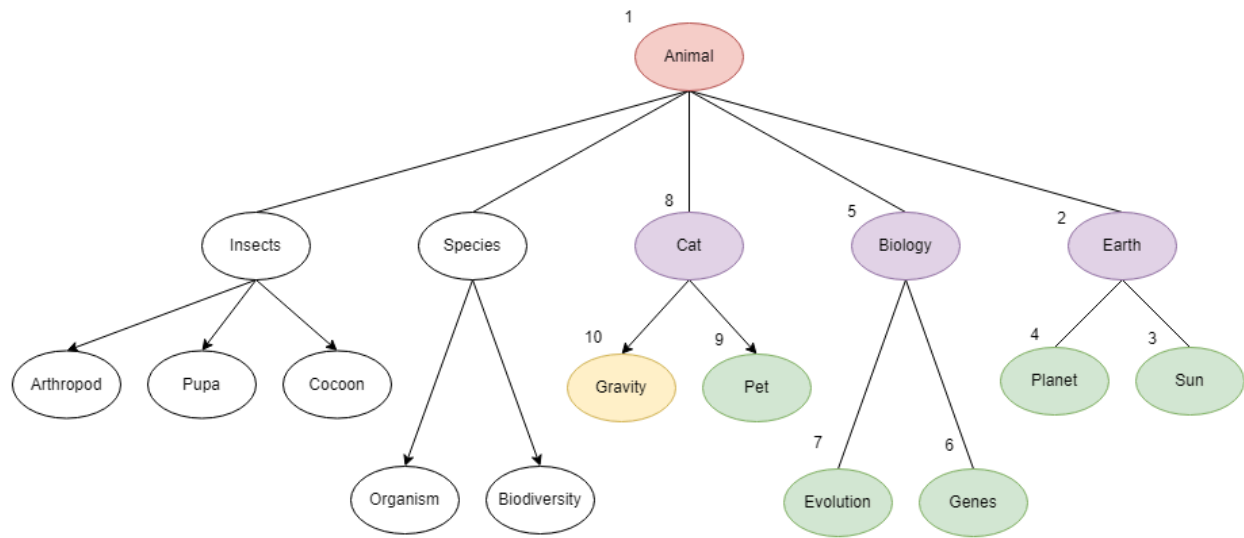 1
Animal
8
5
2
Insects
Species
Cat
Biology
Earth
10
9
4
3
Arthropod
Pupa
Cocoon
Gravity
Pet
Planet
Sun
7
6
Organism
Biodiversity
Evolution
Genes